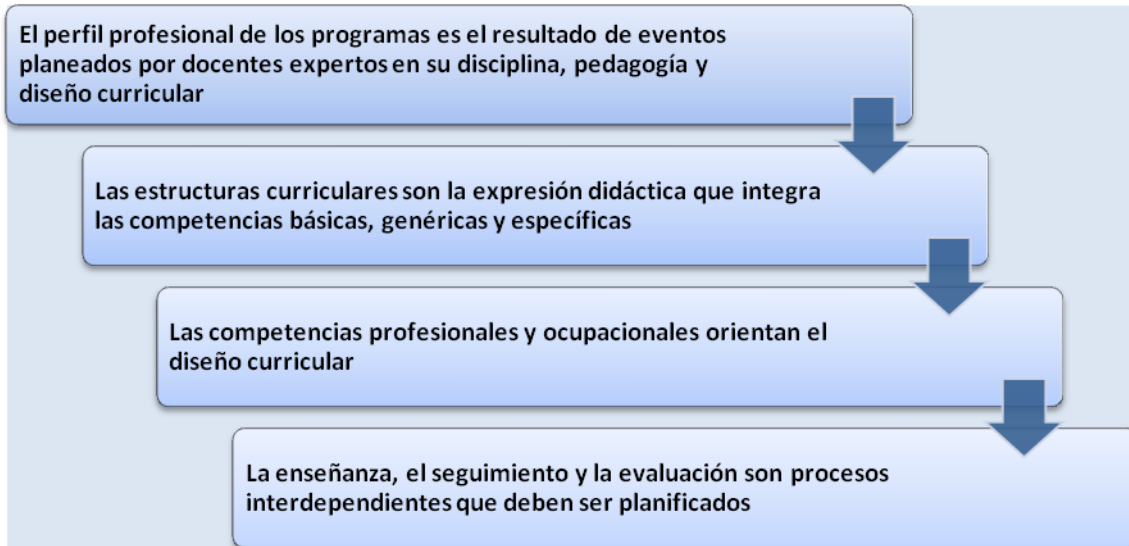 El perfil profesional de los programas es el resultado de eventos
planeados por docentes expertos en su disciplina, pedagogía y
diseño curricular
Las estructuras curriculares son la expresión didáctica que integra
las competencias básicas, genéricas y específicas
Las competencias profesionales y ocupacionales orientan el
diseño curricular
La enseñanza, el seguimiento y la evaluación son procesos
interdependientes que deben ser planificados